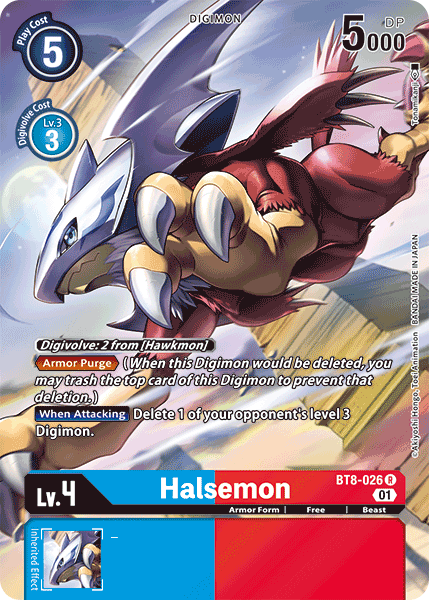 DIGIMON
Play Cost
5
DP
5000
Digivolve Cost
Lv.3
3
Tonamikanji
©Akiyoshi Hongo, Toei Animation BANDAI MADE IN JAPAN
Digivolve: 2 from [Hawkmon]
Armor Purge (When this Digimon would be deleted, you
may trash the top card of this Digimon to prevent that
deletion.)
When Attacking Delete 1 of your opponent's level 3
Digimon.
BT8-026 R
Lv.4 Halsemon 01
Armor Form | Free | Beast
Inherited Effect
–